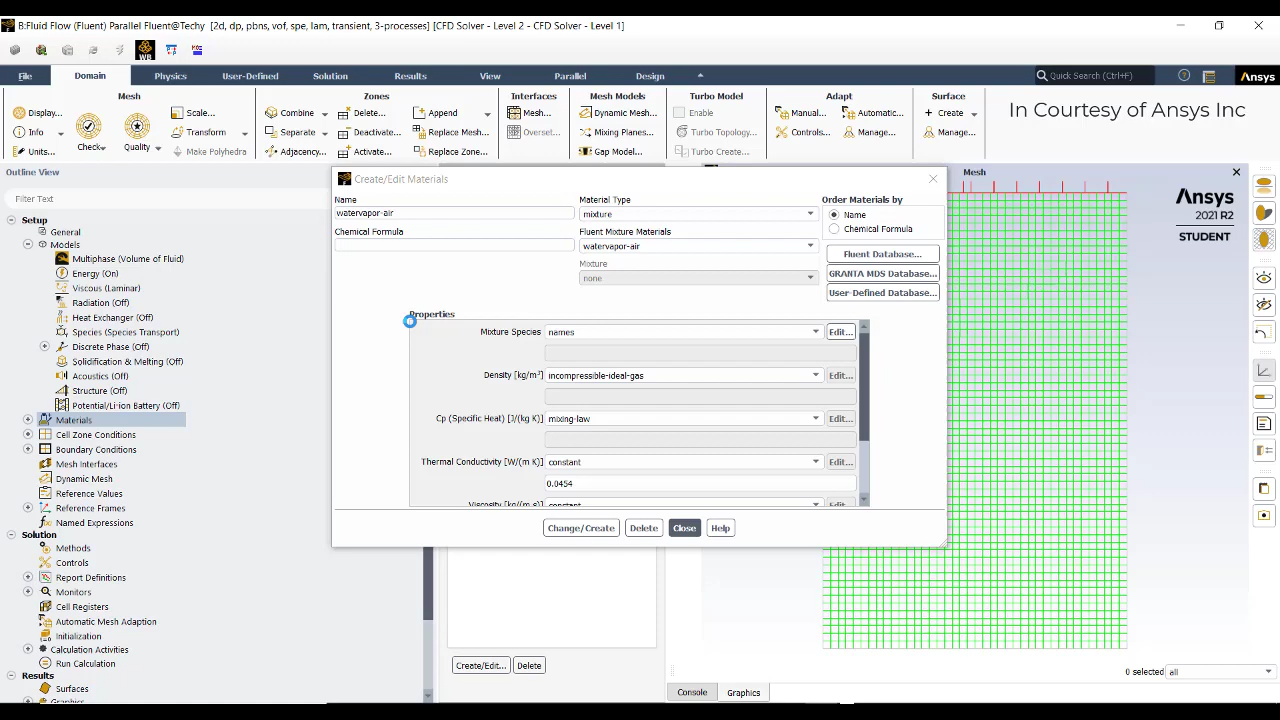 B:Fluid Flow (Fluent) Parallel Fluent@Techy [2d, dp, pbns, vof, spe, lam, transient, 3-processes] [CFD Solver - Level 2 - CFD Solver - Level 1]
WB
File Domain Physics User-Defined Solution Results View Parallel Design
Quick Search (Ctrl+F)
Ansys
Mesh Zones Interfaces Mesh Models Turbo Model Adapt Surface
Display... Scale... Combine Delete... Append Mesh... Dynamic Mesh... Enable Manual... Automatic... Create
Info Transform Separate Deactivate... Replace Mesh... Overset... Mixing Planes... Turbo Topology... Controls... Manage... Manage...
Units... Check Quality Make Polyhedra Adjacency... Activate... Replace Zone... Gap Model... Turbo Create...
In Courtesy of Ansys Inc
Outline View
Filter Text
Setup
General
Models
Multiphase (Volume of Fluid)
Energy (On)
Viscous (Laminar)
Radiation (Off)
Heat Exchanger (Off)
Species (Species Transport)
Discrete Phase (Off)
Solidification & Melting (Off)
Acoustics (Off)
Structure (Off)
Potential/Li-ion Battery (Off)
Materials
Cell Zone Conditions
Boundary Conditions
Mesh Interfaces
Dynamic Mesh
Reference Values
Reference Frames
Named Expressions
Solution
Methods
Controls
Report Definitions
Monitors
Cell Registers
Automatic Mesh Adaption
Initialization
Calculation Activities
Run Calculation
Results
Surfaces
Graphics
Create/Edit Materials
Name
watervapor-air
Chemical Formula
Material Type
mixture
Fluent Mixture Materials
watervapor-air
Mixture
none
Order Materials by
Name
Chemical Formula
Fluent Database...
GRANTA MDS Database...
User-Defined Database...
Properties
Mixture Species names Edit...
Density [kg/m³] incompressible-ideal-gas Edit...
Cp (Specific Heat) [J/(kg K)] mixing-law Edit...
Thermal Conductivity [W/(m K)] constant Edit...
0.0454
Viscosity [kg/(m s)] constant Edit...
Change/Create Delete Close Help
Create/Edit... Delete
Mesh
Ansys
2021 R2
STUDENT
0 selected all
Console Graphics